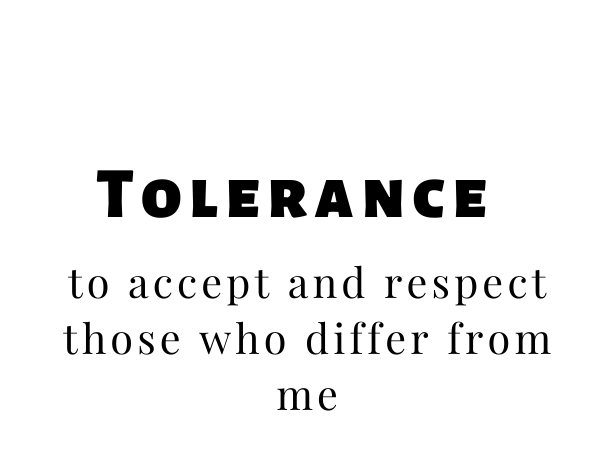 Tolerance
to accept and respect
those who differ from
me